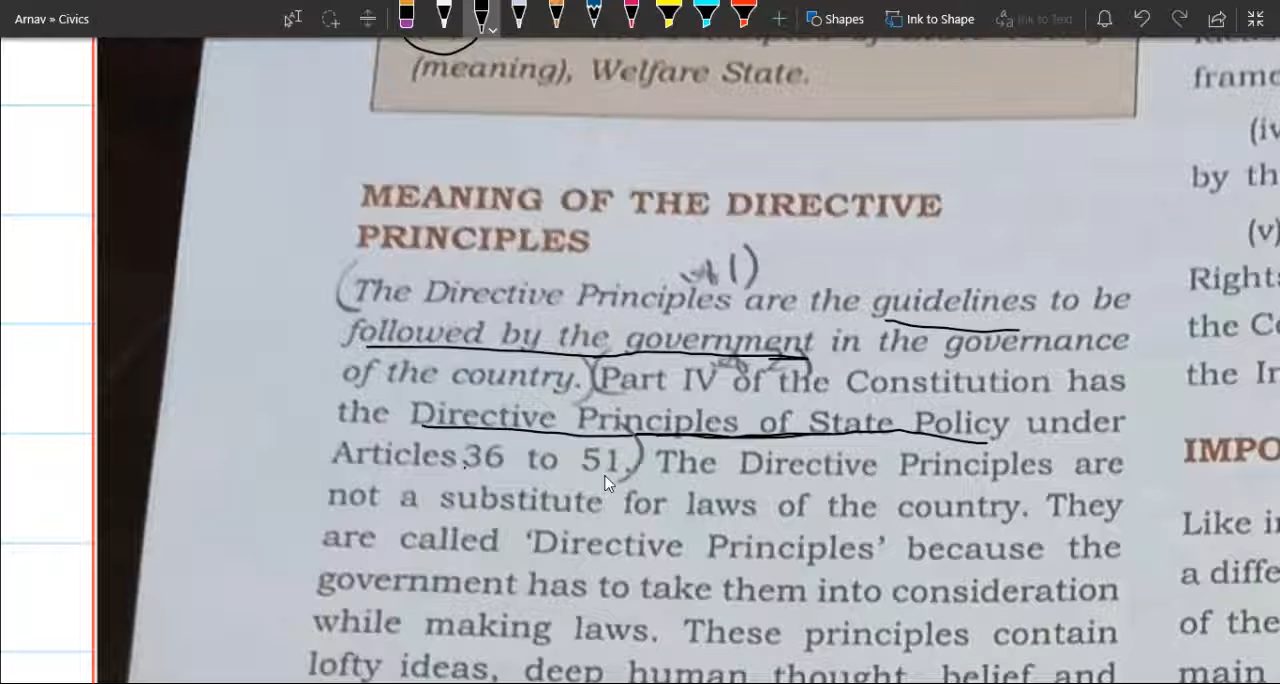 Arnav » Civics
Shapes
Ink to Shape
Ink to Text
(meaning), Welfare State.
MEANING OF THE DIRECTIVE
PRINCIPLES
1)
(The Directive Principles are the guidelines to be
followed by the government in the governance
of the country.) (Part IV of the Constitution has
the Directive Principles of State Policy under
Articles 36 to 51.) The Directive Principles are
not a substitute for laws of the country. They
are called ‘Directive Principles’ because the
government has to take them into consideration
while making laws. These principles contain
lofty ideas, deep human thought, belief and
(iv
by th
(v)
the
the
IMPO
Like
a
of the
main